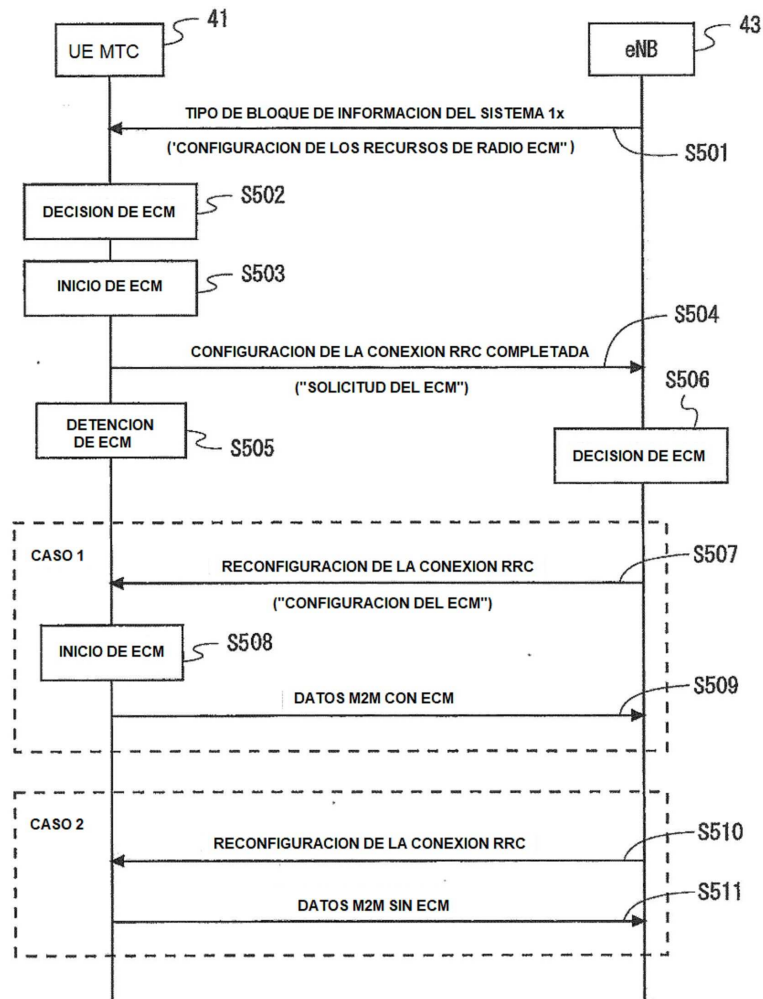 41
43
UE MTC
eNB
TIPO DE BLOQUE DE INFORMACION DEL SISTEMA 1x
('CONFIGURACION DE LOS RECURSOS DE RADIO ECM")
S501
DECISION DE ECM
S502
INICIO DE ECM
S503
CONFIGURACION DE LA CONEXION RRC COMPLETADA
S504
("SOLICITUD DEL ECM")
DETENCION
DE ECM
S505
S506
DECISION DE ECM
CASO 1
RECONFIGURACION DE LA CONEXION RRC
S507
("CONFIGURACION DEL ECM")
INICIO DE ECM
S508
DATOS M2M CON ECM
S509
CASO 2
RECONFIGURACION DE LA CONEXION RRC
S510
DATOS M2M SIN ECM
S511